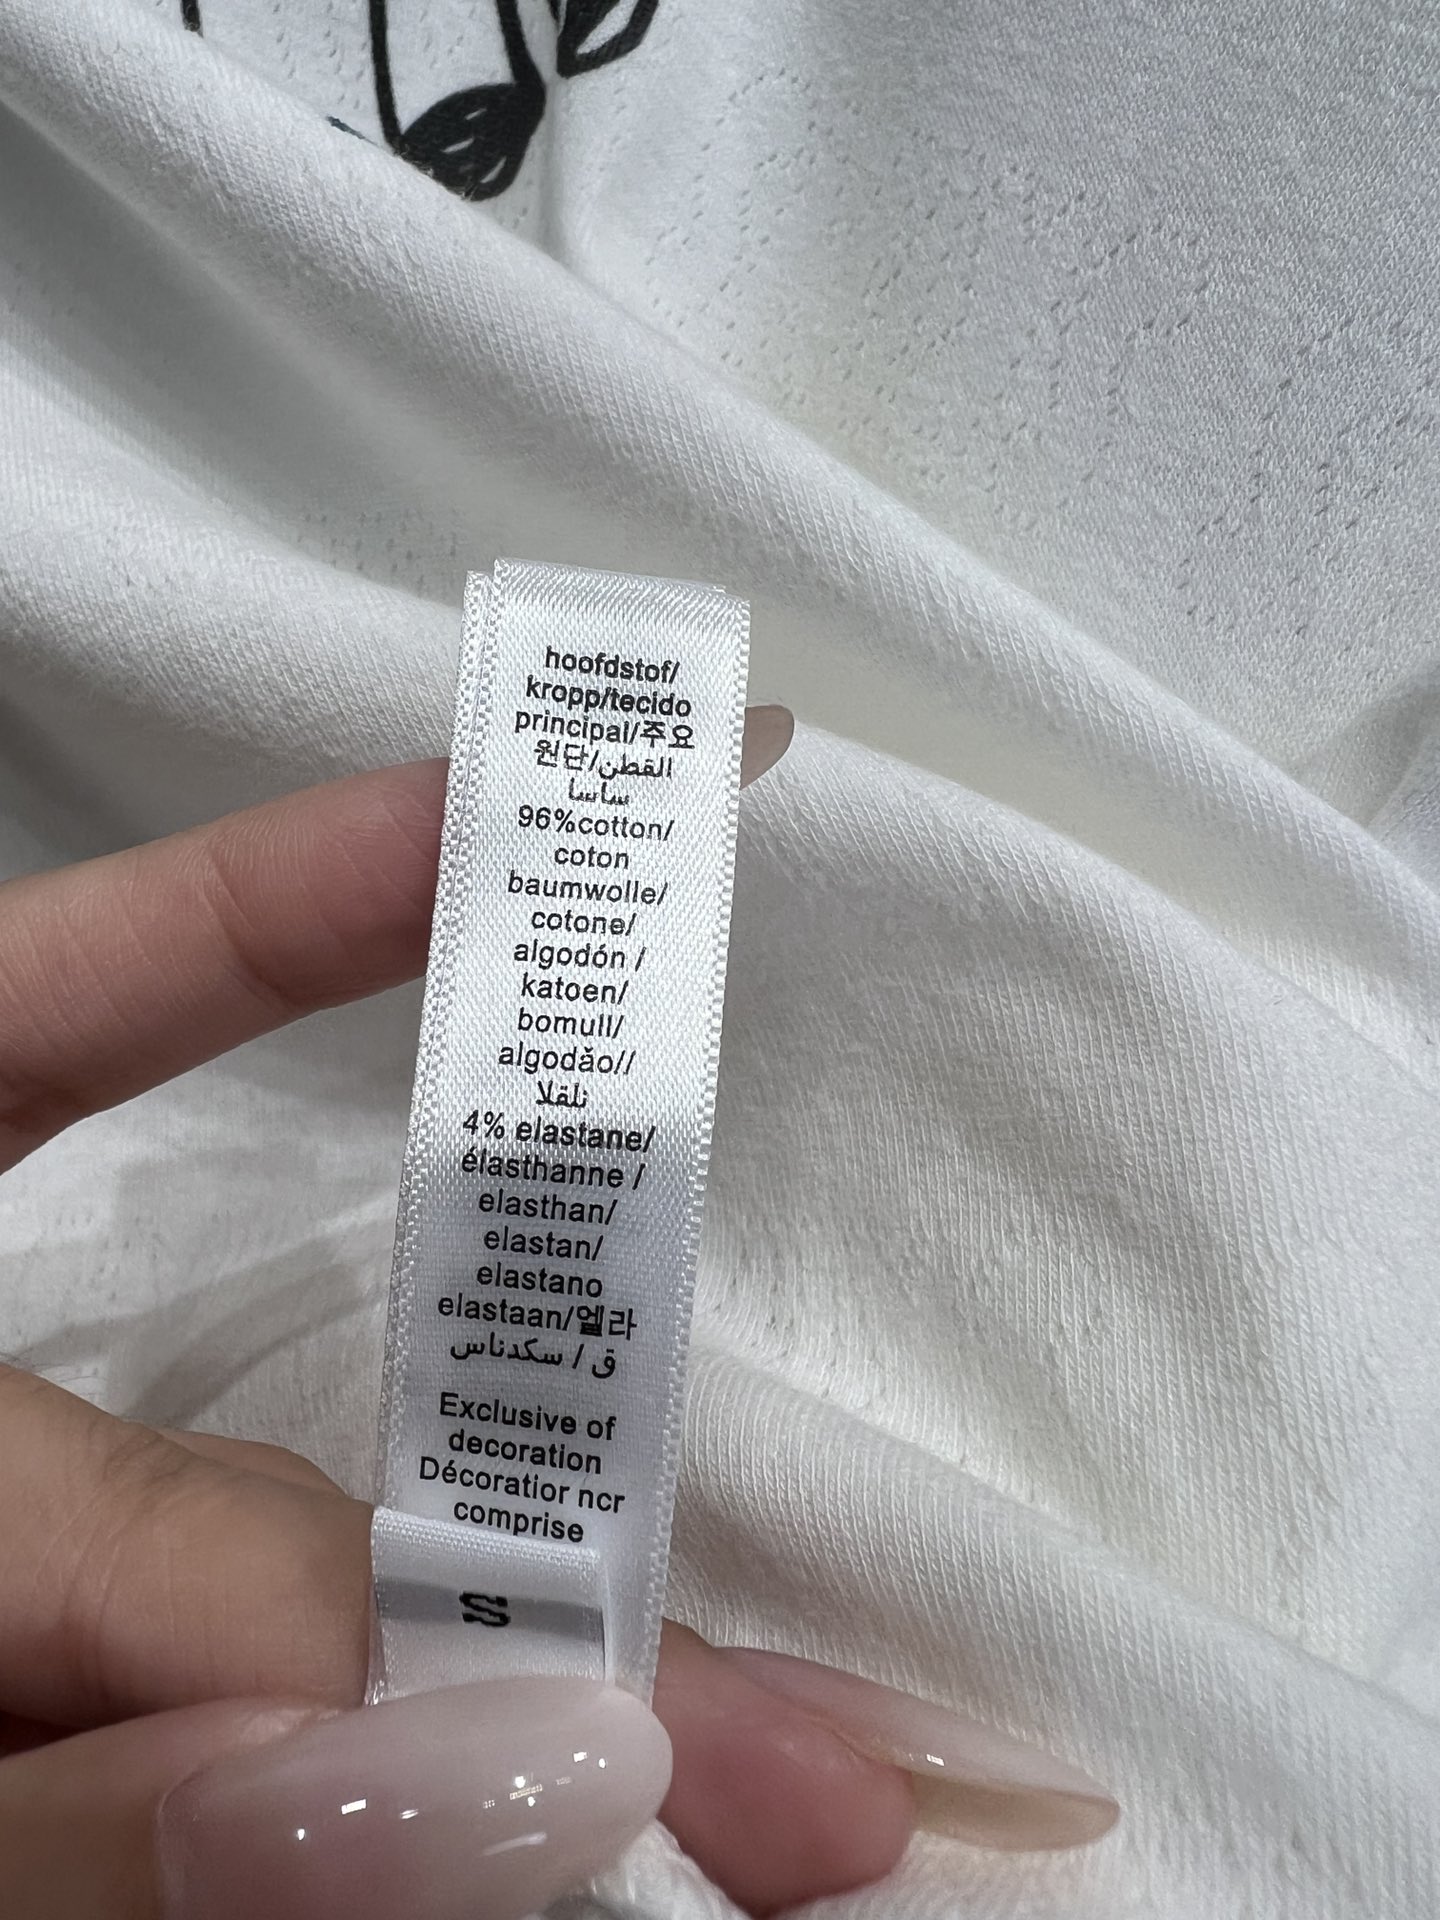 hoofdstof/
kropp/tecido
principal/주요
원단/القطن
ساسا
96%cotton/
coton
baumwolle/
cotone/
algodón /
katoen/
bomull/
algodǎo//
نلقلا
4% elastane/
élasthanne /
elasthan/
elastan/
elastano
elastaan/엘라
ق / سكدناس
Exclusive of
decoration
Décoratior ncr
comprise
S